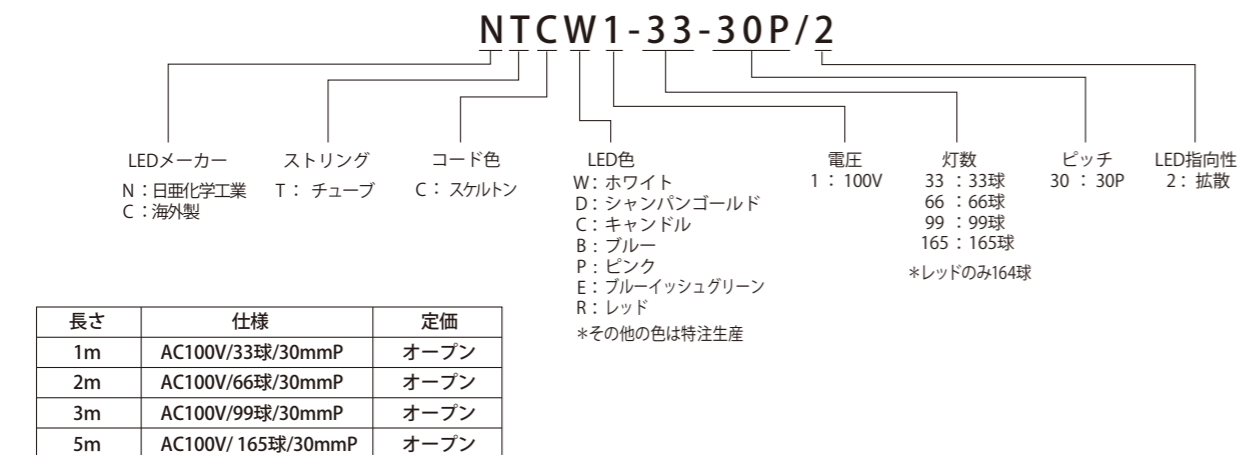 NTCW1-33-30P/2
LEDメーカー
N：日亜化学工業
C：海外製
ストリング
T： チューブ
コード色
C： スケルトン
LED色
W： ホワイト
D： シャンパンゴールド
C： キャンドル
B： ブルー
P： ピンク
E： ブルーイッシュグリーン
R： レッド
＊その他の色は特注生産
電圧
1：100V
灯数
33 ：33球
66 ：66球
99 ：99球
165：165球
＊レッドのみ164球
ピッチ
30 ：30P
LED指向性
2： 拡散
長さ 仕様 定価
1m AC100V/33球/30mmP オープン
2m AC100V/66球/30mmP オープン
3m AC100V/99球/30mmP オープン
5m AC100V/ 165球/30mmP オープン